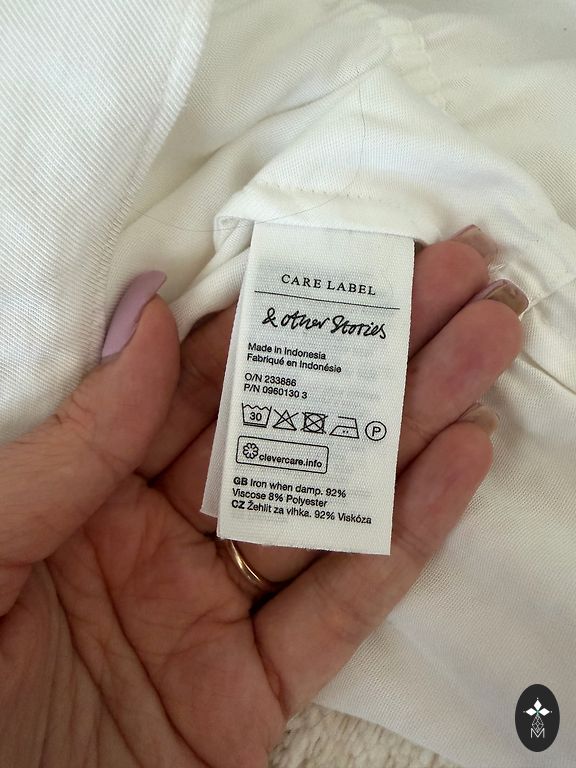 CARE LABEL
& other Stories
Made in Indonesia
Fabriqué en Indonésie
O/N 233886
P/N 0960130 3
30
P
clevercare.info
GB Iron when damp. 92%
Viscose 8% Polyester
CZ Žehlit za vlhka. 92% Viskóza
M